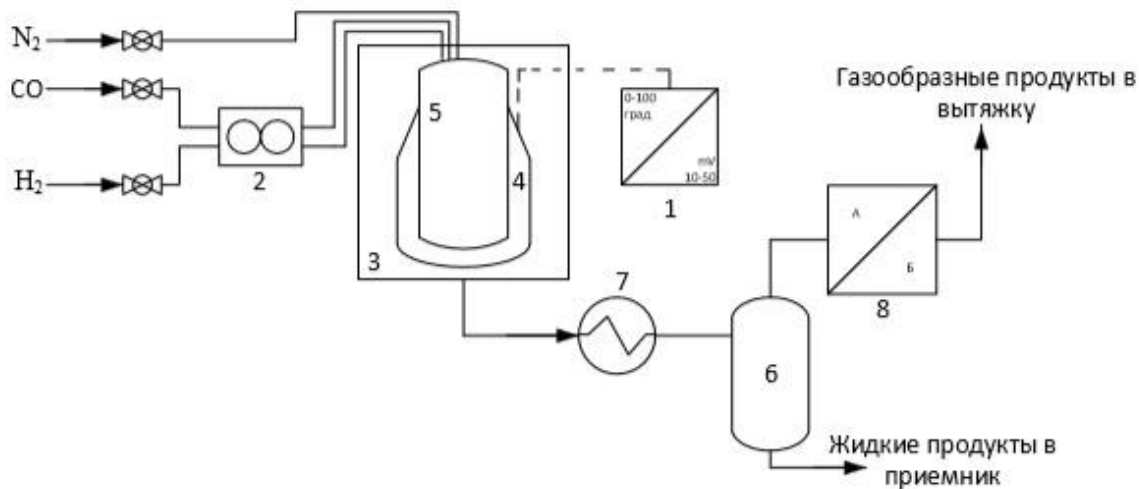 N₂
CO
H₂
2
5
4
3
0-100
град
mV
10-50
1
7
6
А
Б
8
Газообразные продукты в
вытяжку
Жидкие продукты в
приемник